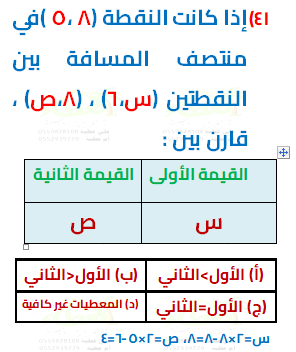 ٤١)إذا كانت النقطة (٨ ،٥ )في
منتصف المسافة بين
النقطتين (س،٦) ، (٨،ص) ،
قارن بين :
القيمة الأولى القيمة الثانية
س ص
(أ) الأول>الثاني (ب) الأول<الثاني
(ج) الأول=الثاني (د) المعطيات غير كافية
س=٢×٨-٨=٨، ص=٢×٥-٦=٤